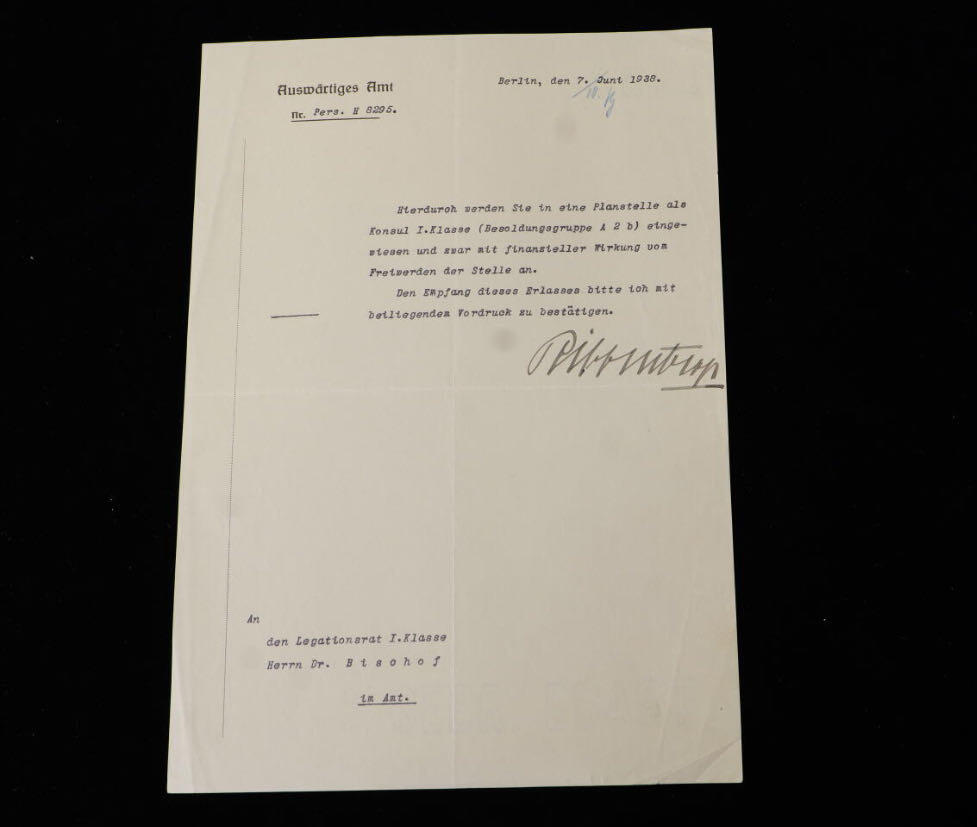 Auswärtiges Amt
Nr. Pers. H 8295.
Berlin, den 7. Juni 1938.
10.
Hierdurch werden Sie in eine Planstelle als
Konsul I.Klasse (Besoldungsgruppe A 2 b) einge-
wiesen und zwar mit finanzieller Wirkung vom
Freiwerden der Stelle an.
Den Empfang dieses Erlasses bitte ich mit
beiliegendem Vordruck zu bestätigen.
Ribbentrop
An
den Legationsrat I.Klasse
Herrn Dr. Bischof
im Amt.